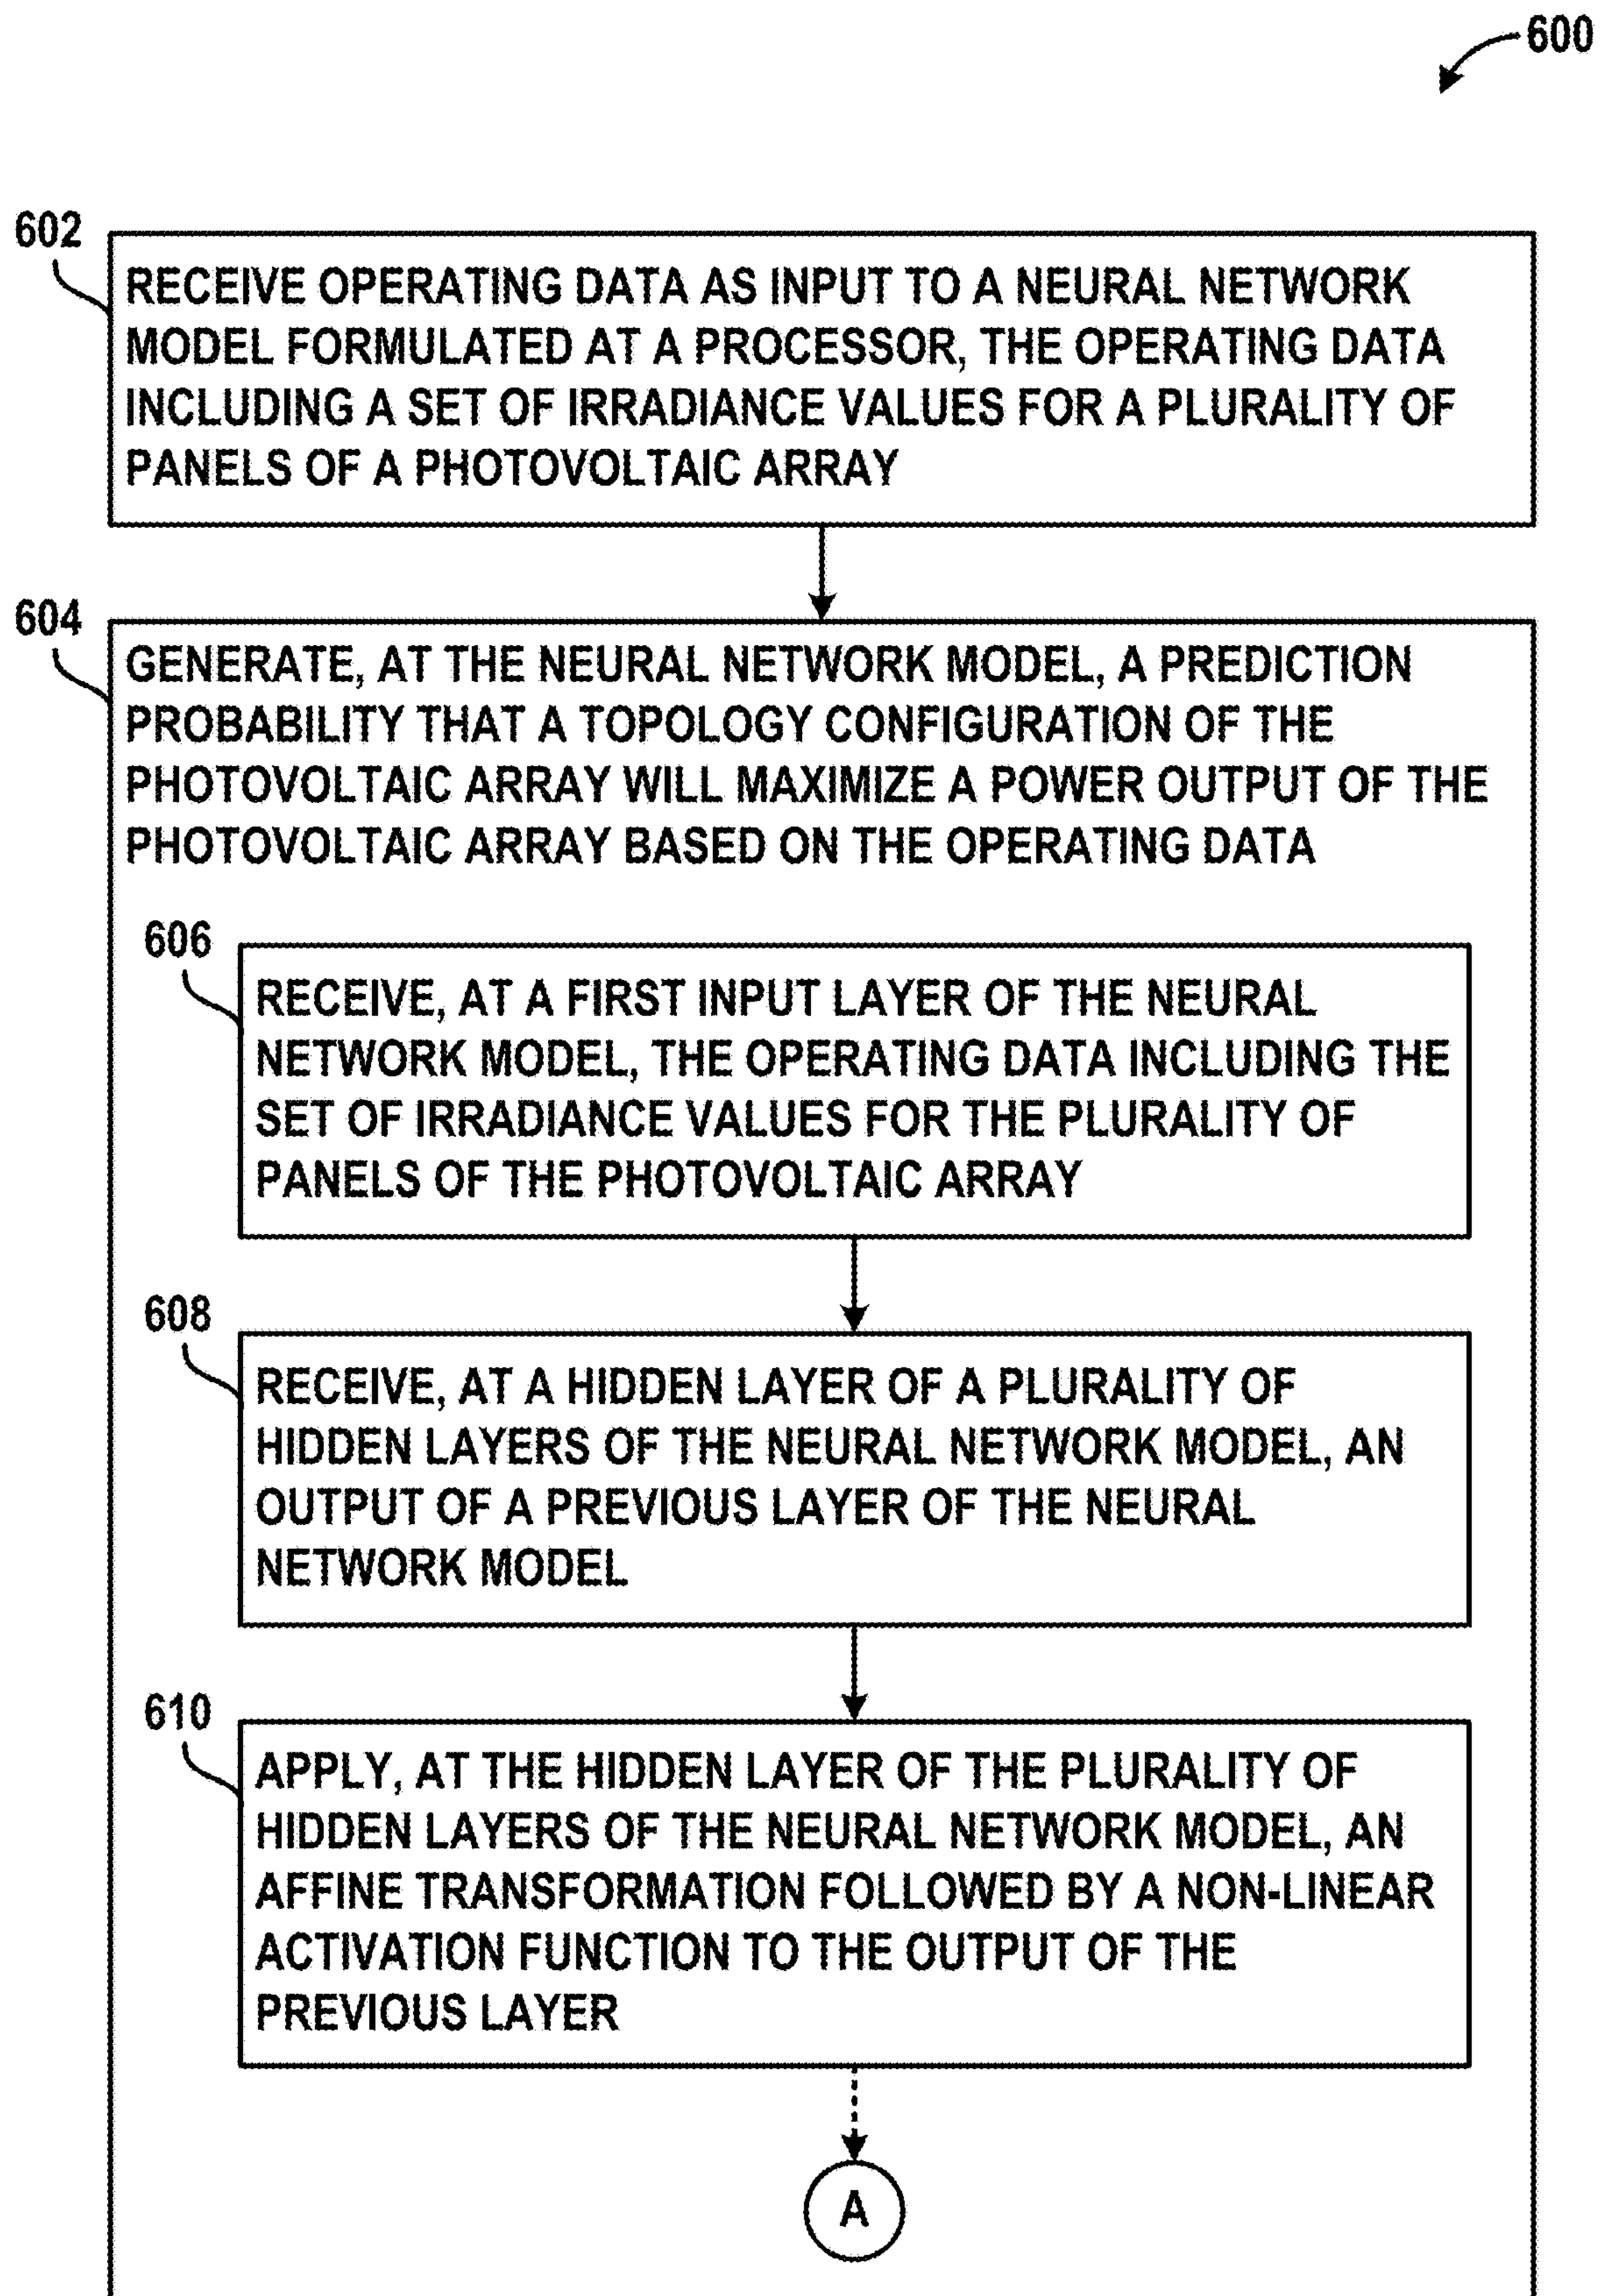 600
602
RECEIVE OPERATING DATA AS INPUT TO A NEURAL NETWORK
MODEL FORMULATED AT A PROCESSOR, THE OPERATING DATA
INCLUDING A SET OF IRRADIANCE VALUES FOR A PLURALITY OF
PANELS OF A PHOTOVOLTAIC ARRAY
604
GENERATE, AT THE NEURAL NETWORK MODEL, A PREDICTION
PROBABILITY THAT A TOPOLOGY CONFIGURATION OF THE
PHOTOVOLTAIC ARRAY WILL MAXIMIZE A POWER OUTPUT OF THE
PHOTOVOLTAIC ARRAY BASED ON THE OPERATING DATA
606
RECEIVE, AT A FIRST INPUT LAYER OF THE NEURAL
NETWORK MODEL, THE OPERATING DATA INCLUDING THE
SET OF IRRADIANCE VALUES FOR THE PLURALITY OF
PANELS OF THE PHOTOVOLTAIC ARRAY
608
RECEIVE, AT A HIDDEN LAYER OF A PLURALITY OF
HIDDEN LAYERS OF THE NEURAL NETWORK MODEL, AN
OUTPUT OF A PREVIOUS LAYER OF THE NEURAL
NETWORK MODEL
610
APPLY, AT THE HIDDEN LAYER OF THE PLURALITY OF
HIDDEN LAYERS OF THE NEURAL NETWORK MODEL, AN
AFFINE TRANSFORMATION FOLLOWED BY A NON-LINEAR
ACTIVATION FUNCTION TO THE OUTPUT OF THE
PREVIOUS LAYER
A